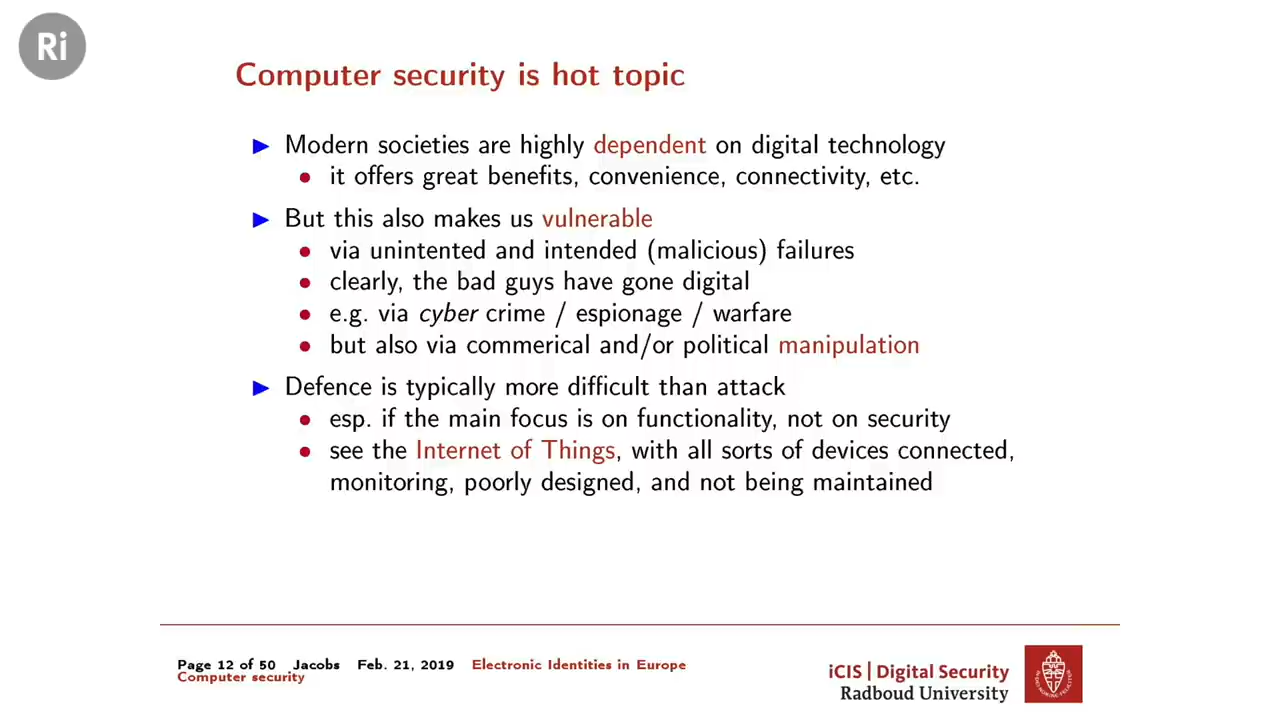 Ri
Computer security is hot topic
▶ Modern societies are highly dependent on digital technology
• it offers great benefits, convenience, connectivity, etc.
▶ But this also makes us vulnerable
• via unintented and intended (malicious) failures
• clearly, the bad guys have gone digital
• e.g. via cyber crime / espionage / warfare
• but also via commerical and/or political manipulation
▶ Defence is typically more difficult than attack
• esp. if the main focus is on functionality, not on security
• see the Internet of Things, with all sorts of devices connected,
monitoring, poorly designed, and not being maintained
Page 12 of 50 Jacobs Feb. 21, 2019 Electronic Identities in Europe
Computer security
iCIS | Digital Security
Radboud University